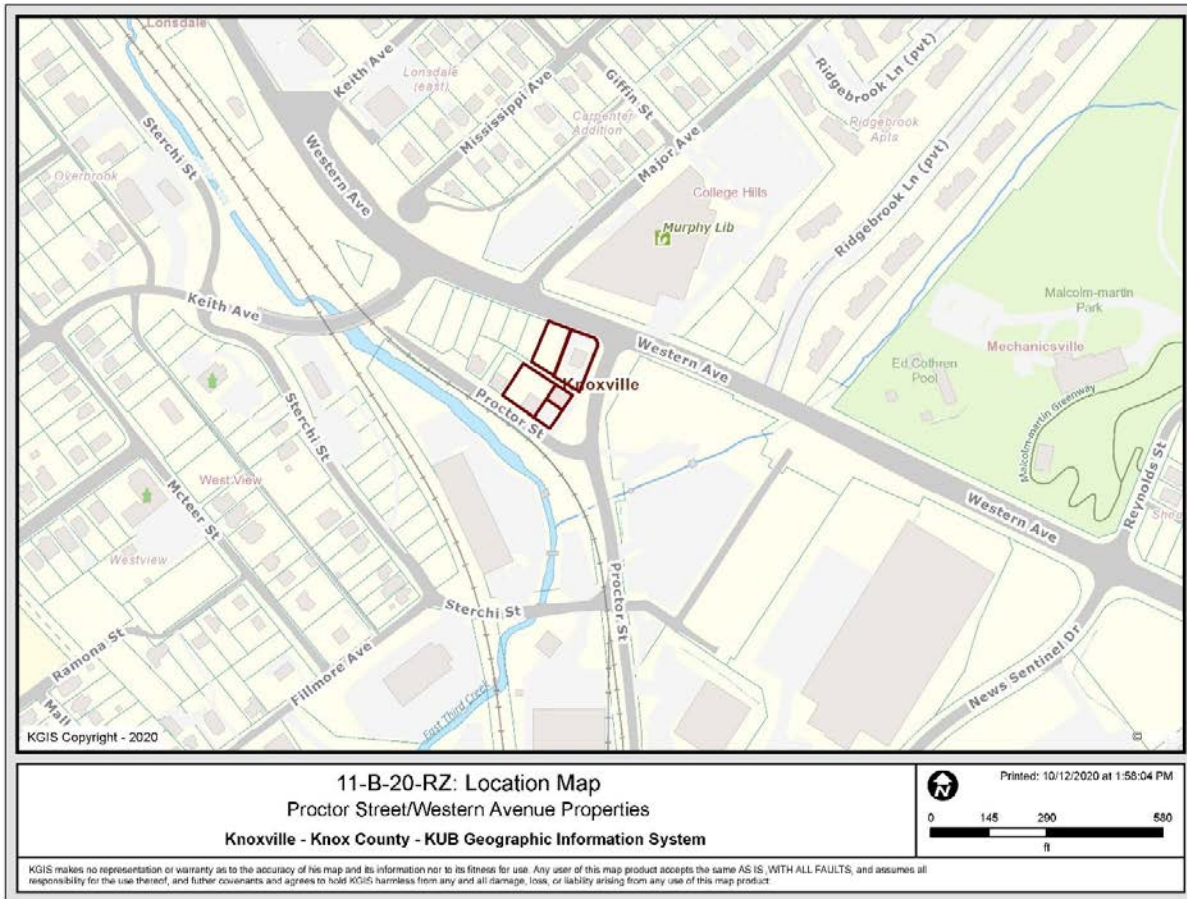 Lonsdale
Keith Ave
Lonsdale
(east)
Mississippi Ave
Giffin St
Carpenter
Addition
Major Ave
Ridgebrook Ln (pvt)
Ridgebrook
Apts
Sterchi St
Western Ave
Overbrook
College Hills
Murphy Lib
Ridgebrook Ln (pvt)
Malcolm-martin
Park
Mechanicsville
Keith Ave
Western Ave
Ed Cothren
Pool
Knoxville
Proctor St
Malcolm-martin Greenway
Sterchi St
West View
Mcteer St
Western Ave
Reynolds St
Westview
Proctor St
Sterchi St
Ramona St
Fillmore Ave
East Third Creek
News Sentinel Dr
KGIS Copyright - 2020
©
11-B-20-RZ: Location Map
Proctor Street/Western Avenue Properties
Knoxville - Knox County - KUB Geographic Information System
N
Printed: 10/12/2020 at 1:58:04 PM
0 145 290 580
ft
KGIS makes no representation or warranty as to the accuracy of his map and its information nor to its fitness for use. Any user of this map product accepts the same AS IS ,WITH ALL FAULTS, and assumes all
responsibility for the use thereof, and futher covenants and agrees to hold KGIS harmless from any and all damage, loss, or liability arising from any use of this map product.